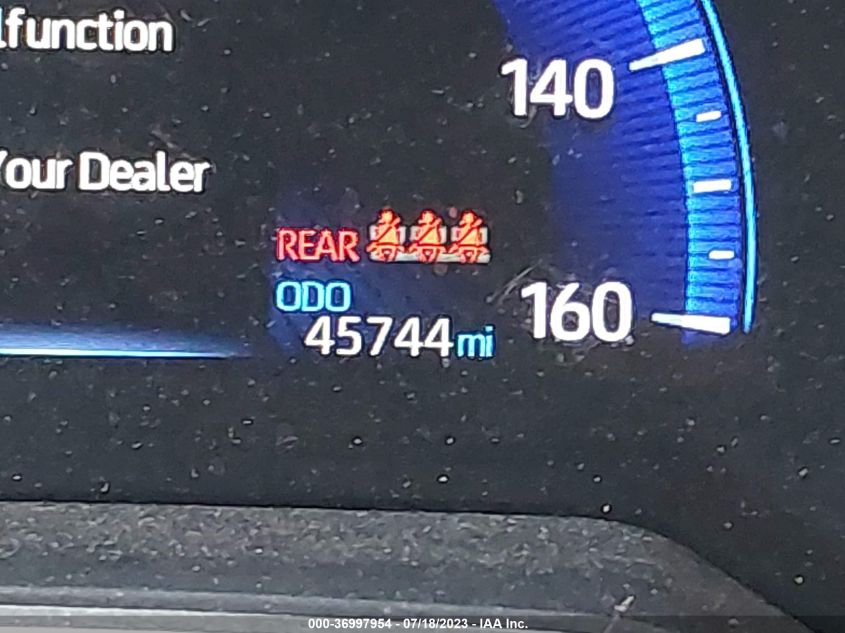 lfunction
140
Your Dealer
REAR
ODO
45744mi
160
000-36997954 - 07/18/2023 - IAA Inc.